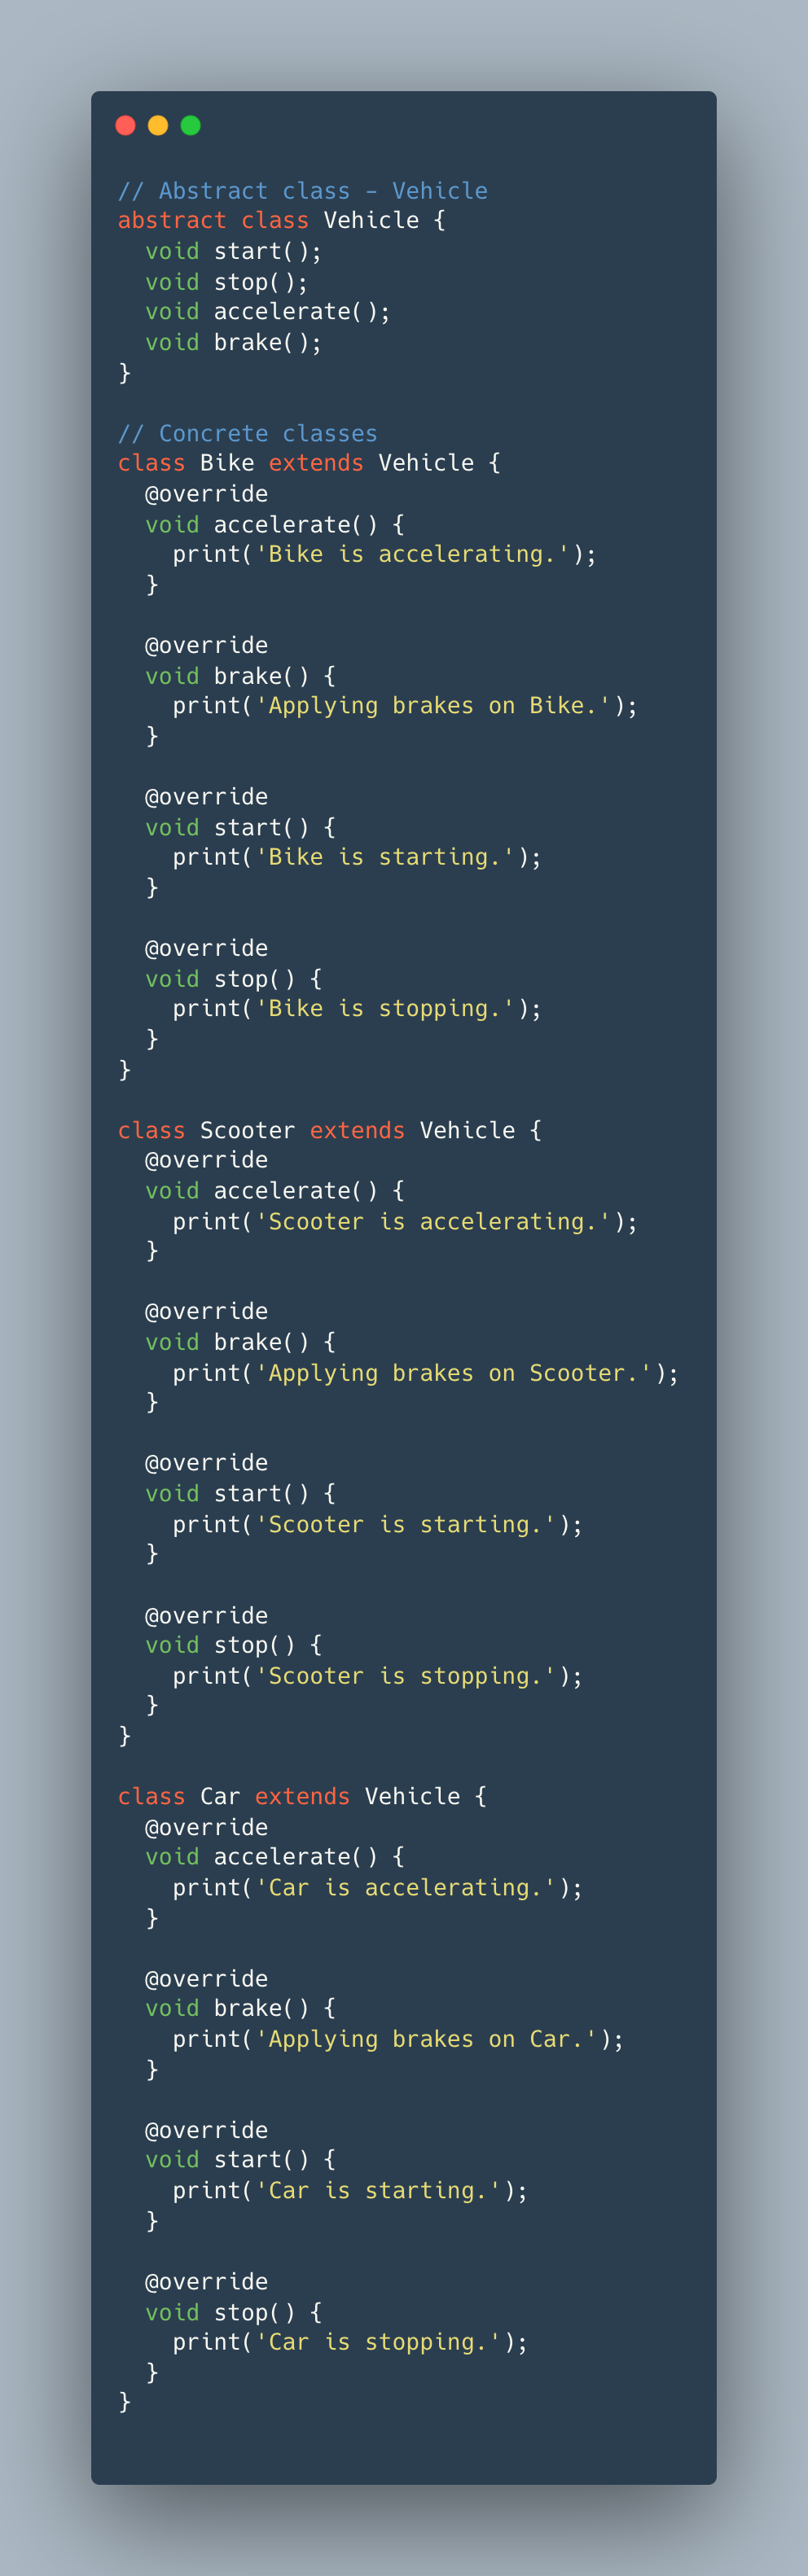 // Abstract class - Vehicle
abstract class Vehicle {
  void start();
  void stop();
  void accelerate();
  void brake();
}

// Concrete classes
class Bike extends Vehicle {
  @override
  void accelerate() {
    print('Bike is accelerating.');
  }

  @override
  void brake() {
    print('Applying brakes on Bike.');
  }

  @override
  void start() {
    print('Bike is starting.');
  }

  @override
  void stop() {
    print('Bike is stopping.');
  }
}

class Scooter extends Vehicle {
  @override
  void accelerate() {
    print('Scooter is accelerating.');
  }

  @override
  void brake() {
    print('Applying brakes on Scooter.');
  }

  @override
  void start() {
    print('Scooter is starting.');
  }

  @override
  void stop() {
    print('Scooter is stopping.');
  }
}

class Car extends Vehicle {
  @override
  void accelerate() {
    print('Car is accelerating.');
  }

  @override
  void brake() {
    print('Applying brakes on Car.');
  }

  @override
  void start() {
    print('Car is starting.');
  }

  @override
  void stop() {
    print('Car is stopping.');
  }
}